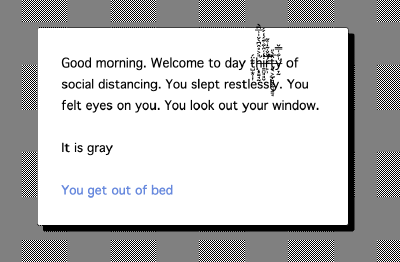 Good morning. Welcome to day thirty of
social distancing. You slept restlessly. You
felt eyes on you. You look out your window.
It is gray
You get out of bed